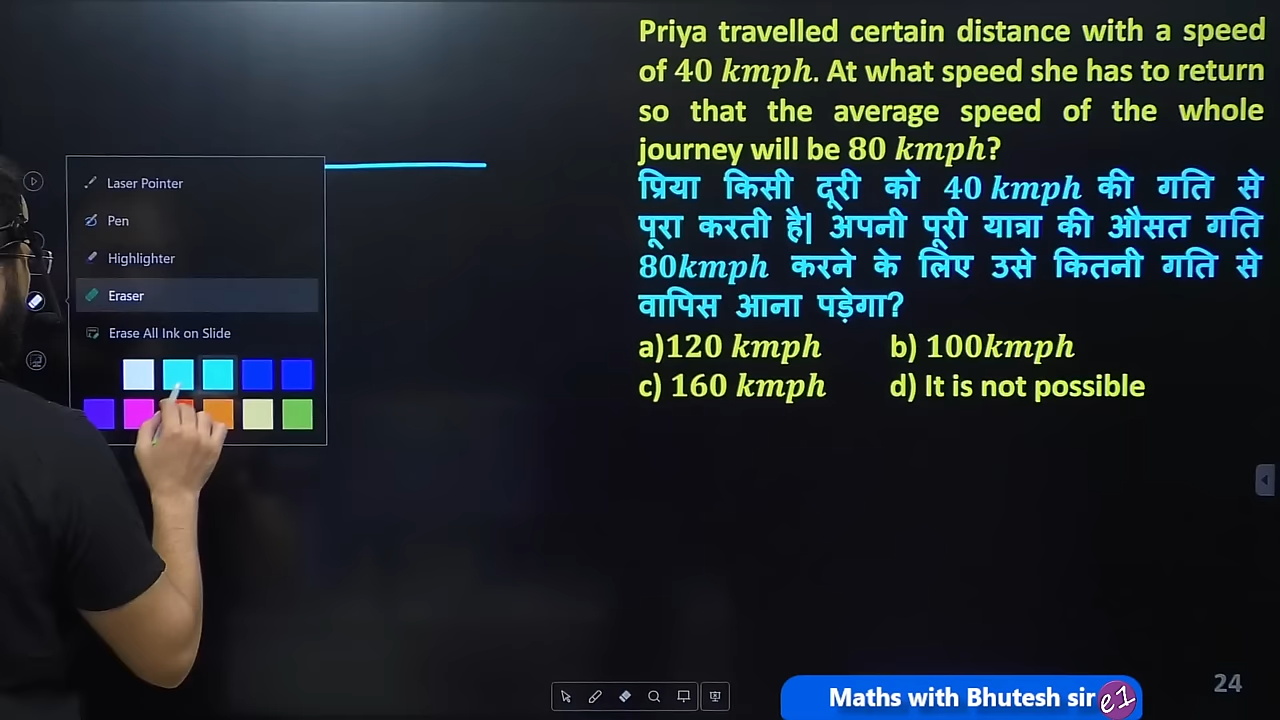 Priya travelled certain distance with a speed
of 40 kmph. At what speed she has to return
so that the average speed of the whole
journey will be 80 kmph?
प्रिया किसी दूरी को 40 kmph की गति से
पूरा करती है| अपनी पूरी यात्रा की औसत गति
80kmph करने के लिए उसे कितनी गति से
वापिस आना पड़ेगा?
a)120 kmph b) 100kmph
c) 160 kmph d) It is not possible
Laser Pointer
Pen
Highlighter
Eraser
Erase All Ink on Slide
Maths with Bhutesh sir e1
24